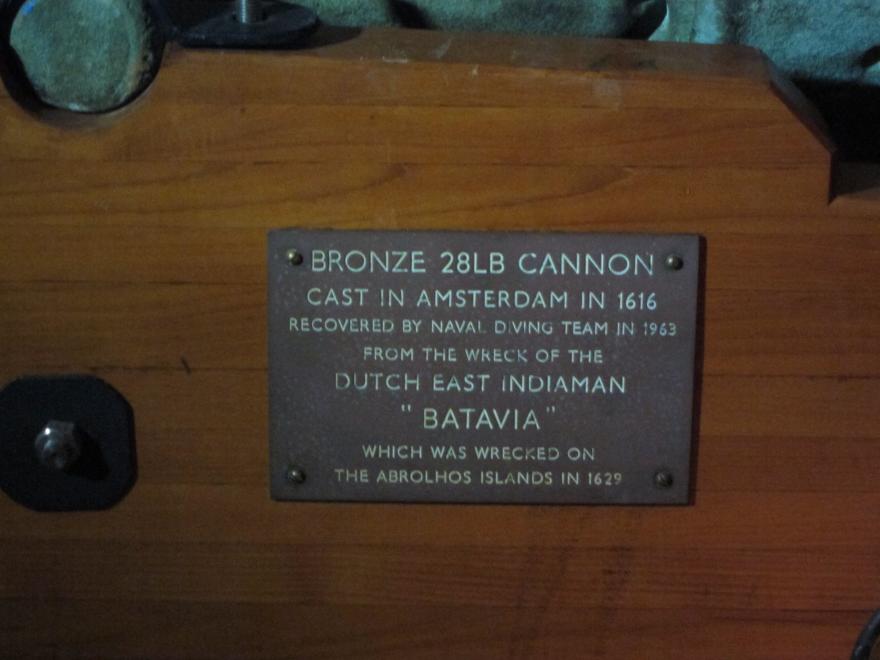 BRONZE 28LB CANNON
CAST IN AMSTERDAM IN 1616
RECOVERED BY NAVAL DIVING TEAM IN 1963
FROM THE WRECK OF THE
DUTCH EAST INDIAMAN
"BATAVIA"
WHICH WAS WRECKED ON
THE ABROLHOS ISLANDS IN 1629